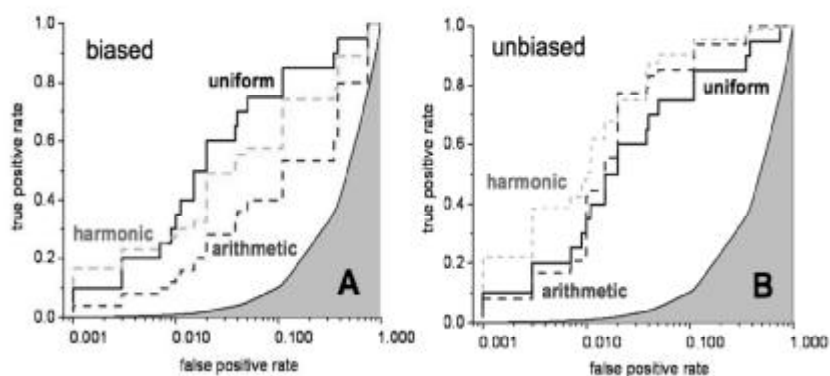 biased
uniform
harmonic
arithmetic
A
true positive rate
1.0
0.8
0.6
0.4
0.2
0.0
0.001
0.010
0.100
1.000
false positive rate
unbiased
uniform
harmonic
arithmetic
B
true positive rate
1.0
0.8
0.6
0.4
0.2
0.0
0.001
0.010
0.100
1.000
false positive rate